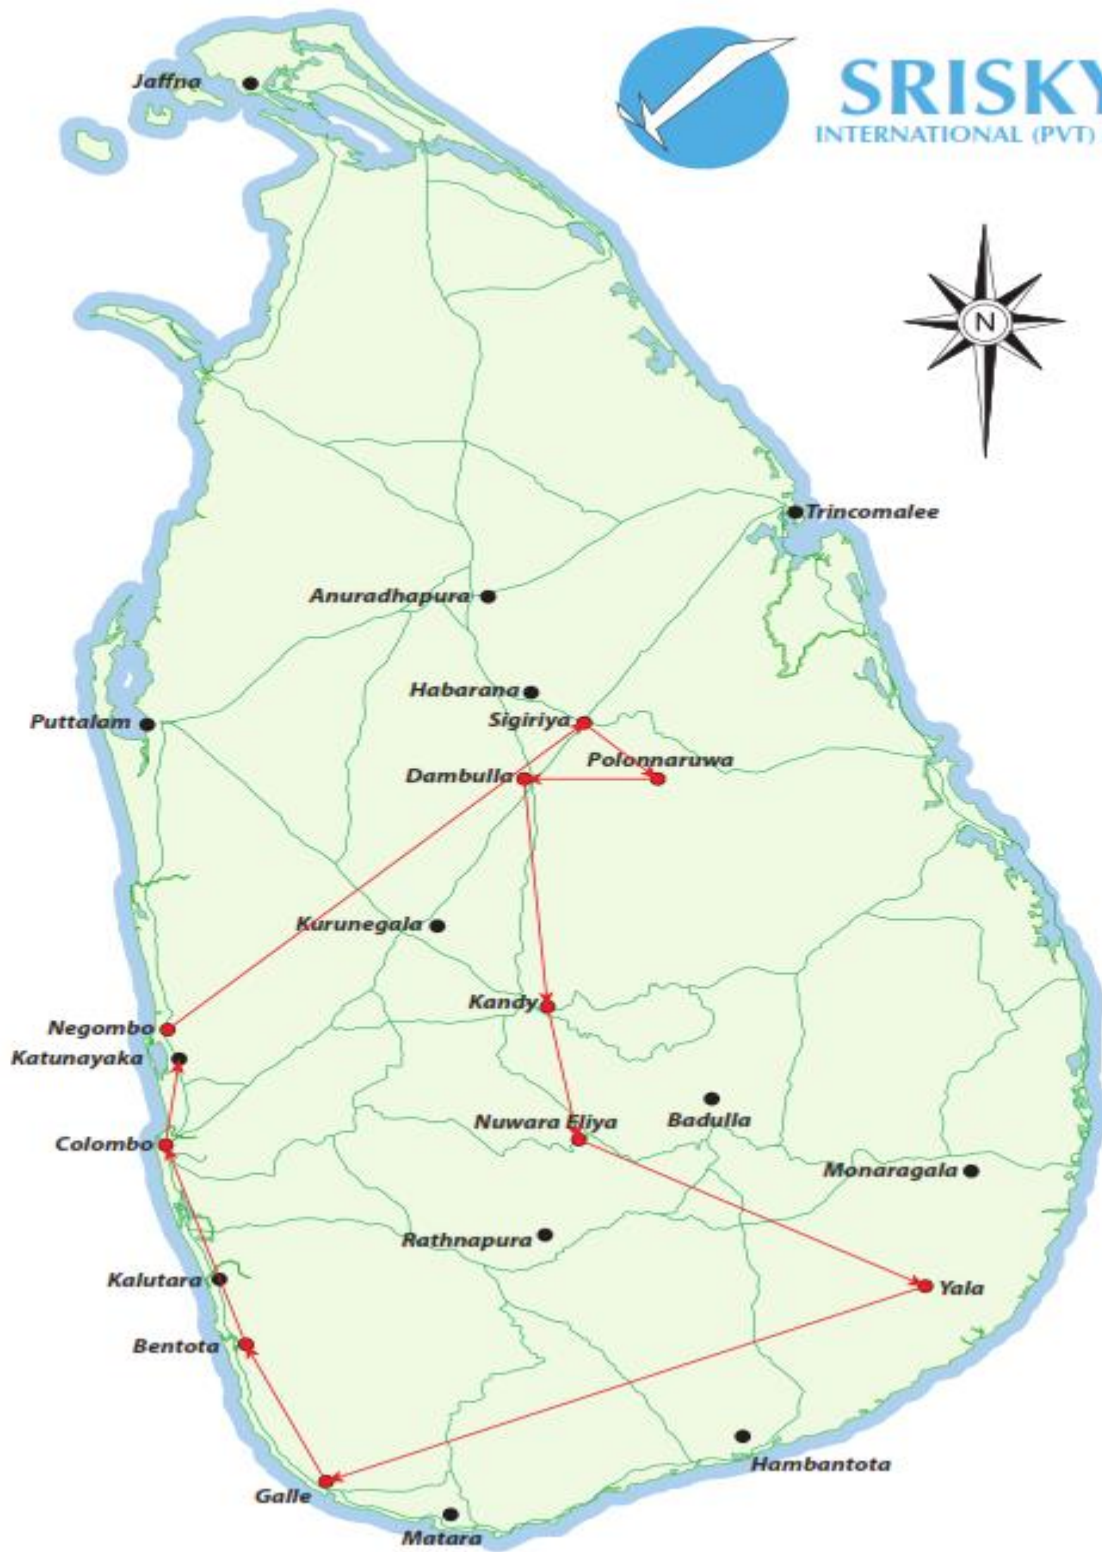 Jaffna
SRISKY
INTERNATIONAL (PVT)
N
Trincomalee
Anuradhapura
Habarana
Sigiriya
Puttalam
Polonnaruwa
Dambulla
Kurunegala
Kandy
Negombo
Katunayaka
Nuwara Eliya
Badulla
Colombo
Monaragala
Rathnapura
Kalutara
Yala
Bentota
Hambantota
Galle
Matara